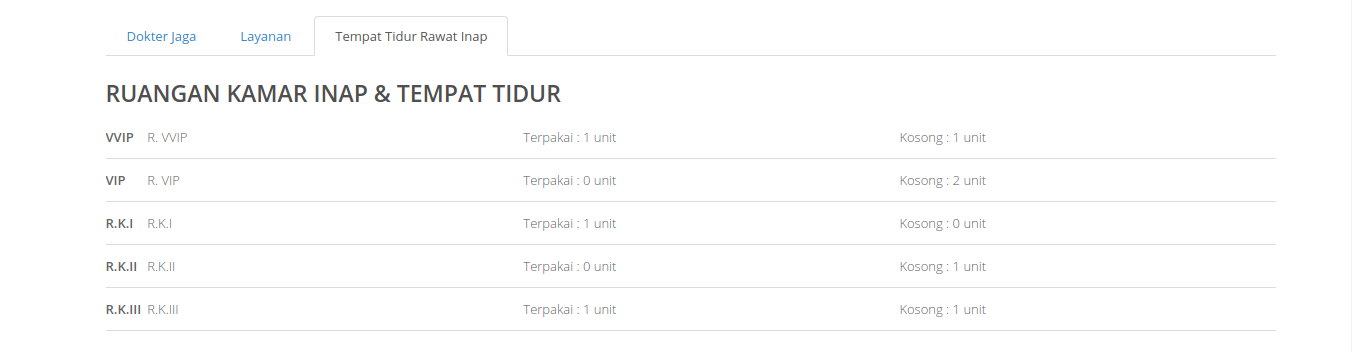 Dokter Jaga Layanan Tempat Tidur Rawat Inap
RUANGAN KAMAR INAP & TEMPAT TIDUR
VVIP R. VVIP Terpakai : 1 unit Kosong : 1 unit
VIP R. VIP Terpakai : 0 unit Kosong : 2 unit
R.K.I R.K.I Terpakai : 1 unit Kosong : 0 unit
R.K.II R.K.II Terpakai : 0 unit Kosong : 1 unit
R.K.III R.K.III Terpakai : 1 unit Kosong : 1 unit